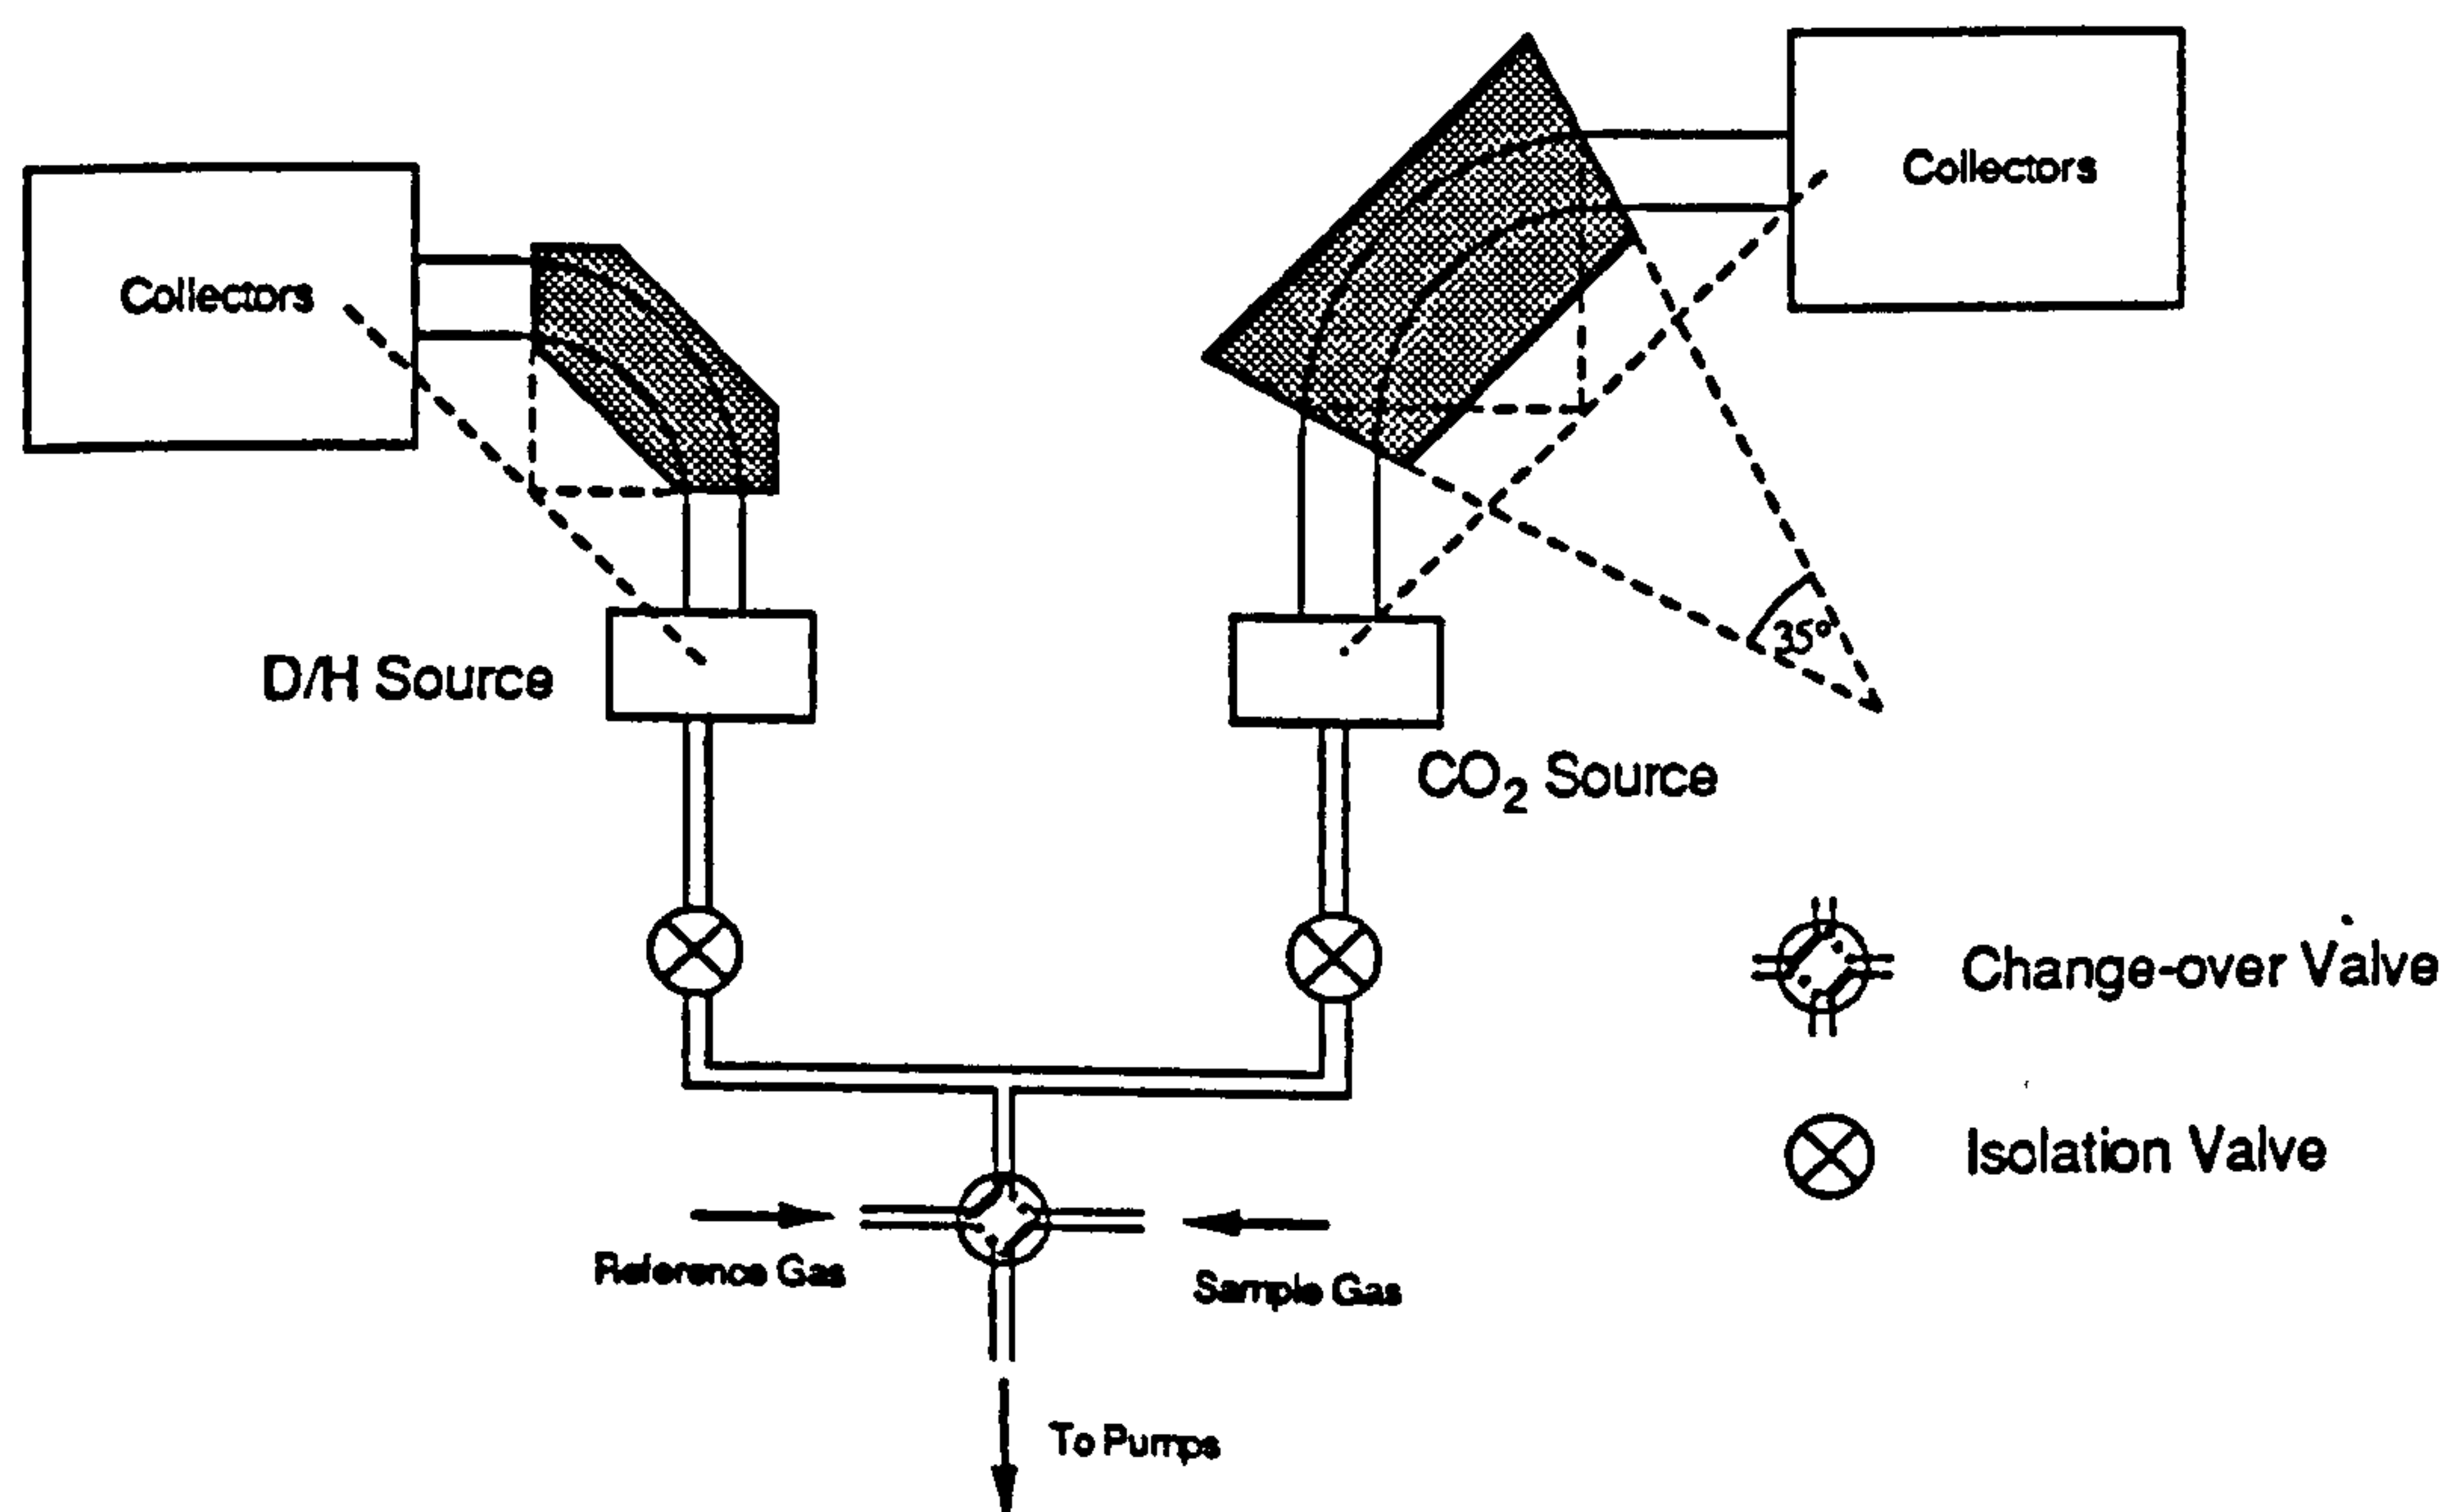 Collectors
Collectors
35°
D/H Source
CO₂ Source
Change-over Valve
Isolation Valve
Reference Gas
Sample Gas
To Pumps